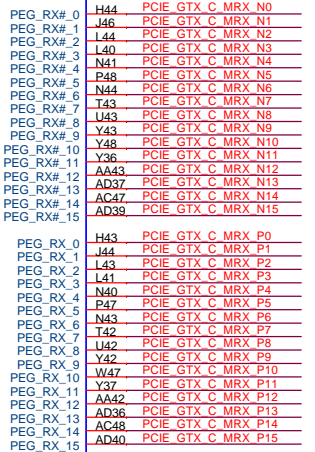 PEG_RX#_0 H44 PCIE_GTX_C_MRX_N0
PEG_RX#_1 J46 PCIE_GTX_C_MRX_N1
PEG_RX#_2 L44 PCIE_GTX_C_MRX_N2
PEG_RX#_3 L40 PCIE_GTX_C_MRX_N3
PEG_RX#_4 N41 PCIE_GTX_C_MRX_N4
PEG_RX#_5 P48 PCIE_GTX_C_MRX_N5
PEG_RX#_6 N44 PCIE_GTX_C_MRX_N6
PEG_RX#_7 T43 PCIE_GTX_C_MRX_N7
PEG_RX#_8 U43 PCIE_GTX_C_MRX_N8
PEG_RX#_9 Y43 PCIE_GTX_C_MRX_N9
PEG_RX#_10 Y48 PCIE_GTX_C_MRX_N10
PEG_RX#_11 Y36 PCIE_GTX_C_MRX_N11
PEG_RX#_12 AA43 PCIE_GTX_C_MRX_N12
PEG_RX#_13 AD37 PCIE_GTX_C_MRX_N13
PEG_RX#_14 AC47 PCIE_GTX_C_MRX_N14
PEG_RX#_15 AD39 PCIE_GTX_C_MRX_N15
PEG_RX_0 H43 PCIE_GTX_C_MRX_P0
PEG_RX_1 J44 PCIE_GTX_C_MRX_P1
PEG_RX_2 L43 PCIE_GTX_C_MRX_P2
PEG_RX_3 L41 PCIE_GTX_C_MRX_P3
PEG_RX_4 N40 PCIE_GTX_C_MRX_P4
PEG_RX_5 P47 PCIE_GTX_C_MRX_P5
PEG_RX_6 N43 PCIE_GTX_C_MRX_P6
PEG_RX_7 T42 PCIE_GTX_C_MRX_P7
PEG_RX_8 U42 PCIE_GTX_C_MRX_P8
PEG_RX_9 Y42 PCIE_GTX_C_MRX_P9
PEG_RX_10 W47 PCIE_GTX_C_MRX_P10
PEG_RX_11 Y37 PCIE_GTX_C_MRX_P11
PEG_RX_12 AA42 PCIE_GTX_C_MRX_P12
PEG_RX_13 AD36 PCIE_GTX_C_MRX_P13
PEG_RX_14 AC48 PCIE_GTX_C_MRX_P14
PEG_RX_15 AD40 PCIE_GTX_C_MRX_P15